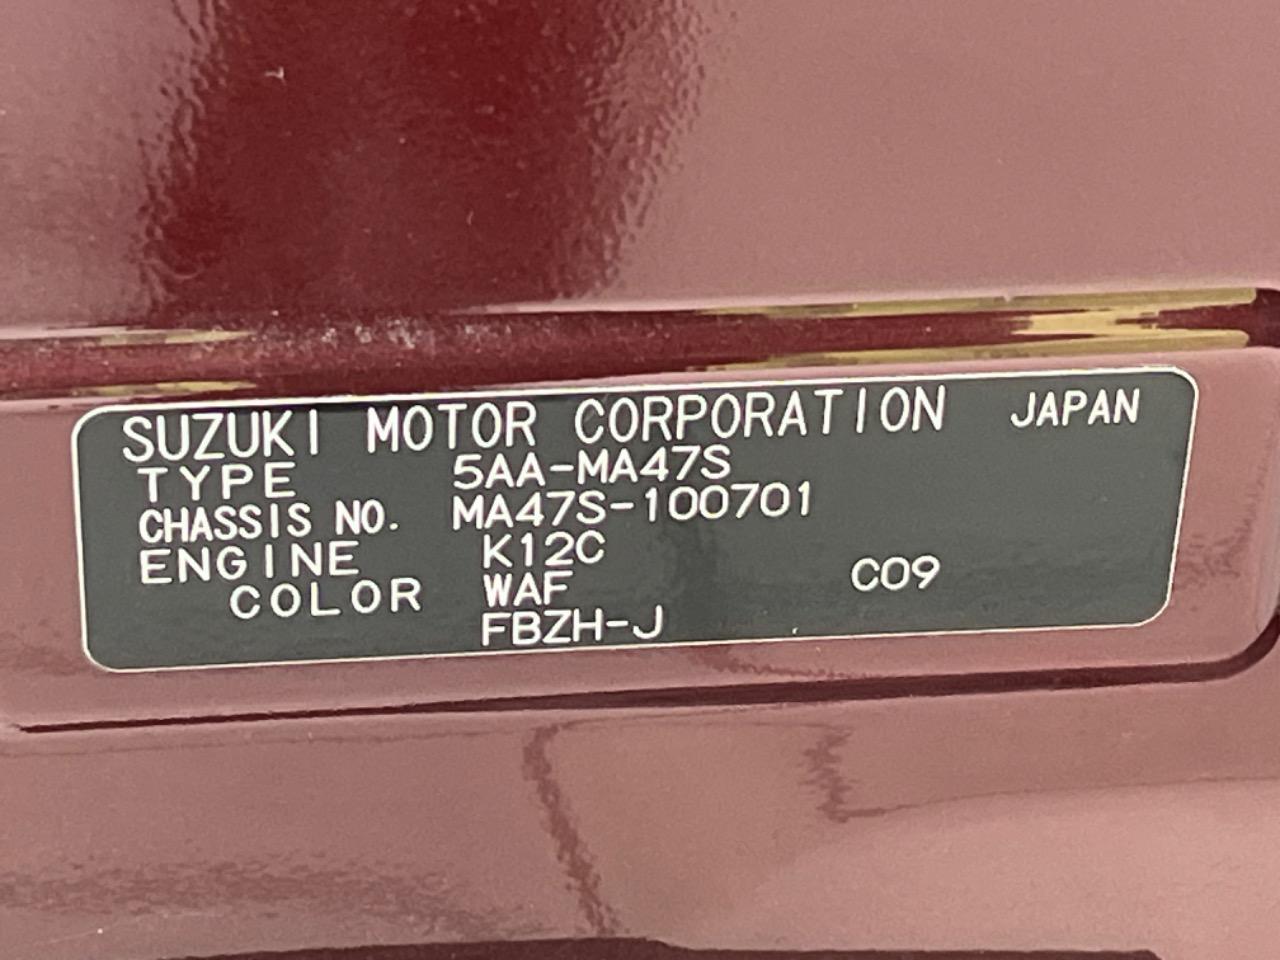 SUZUKI MOTOR CORPORATION JAPAN
TYPE 5AA-MA47S
CHASSIS NO. MA47S-100701
ENGINE K12C
COLOR WAF C09
FBZH-J